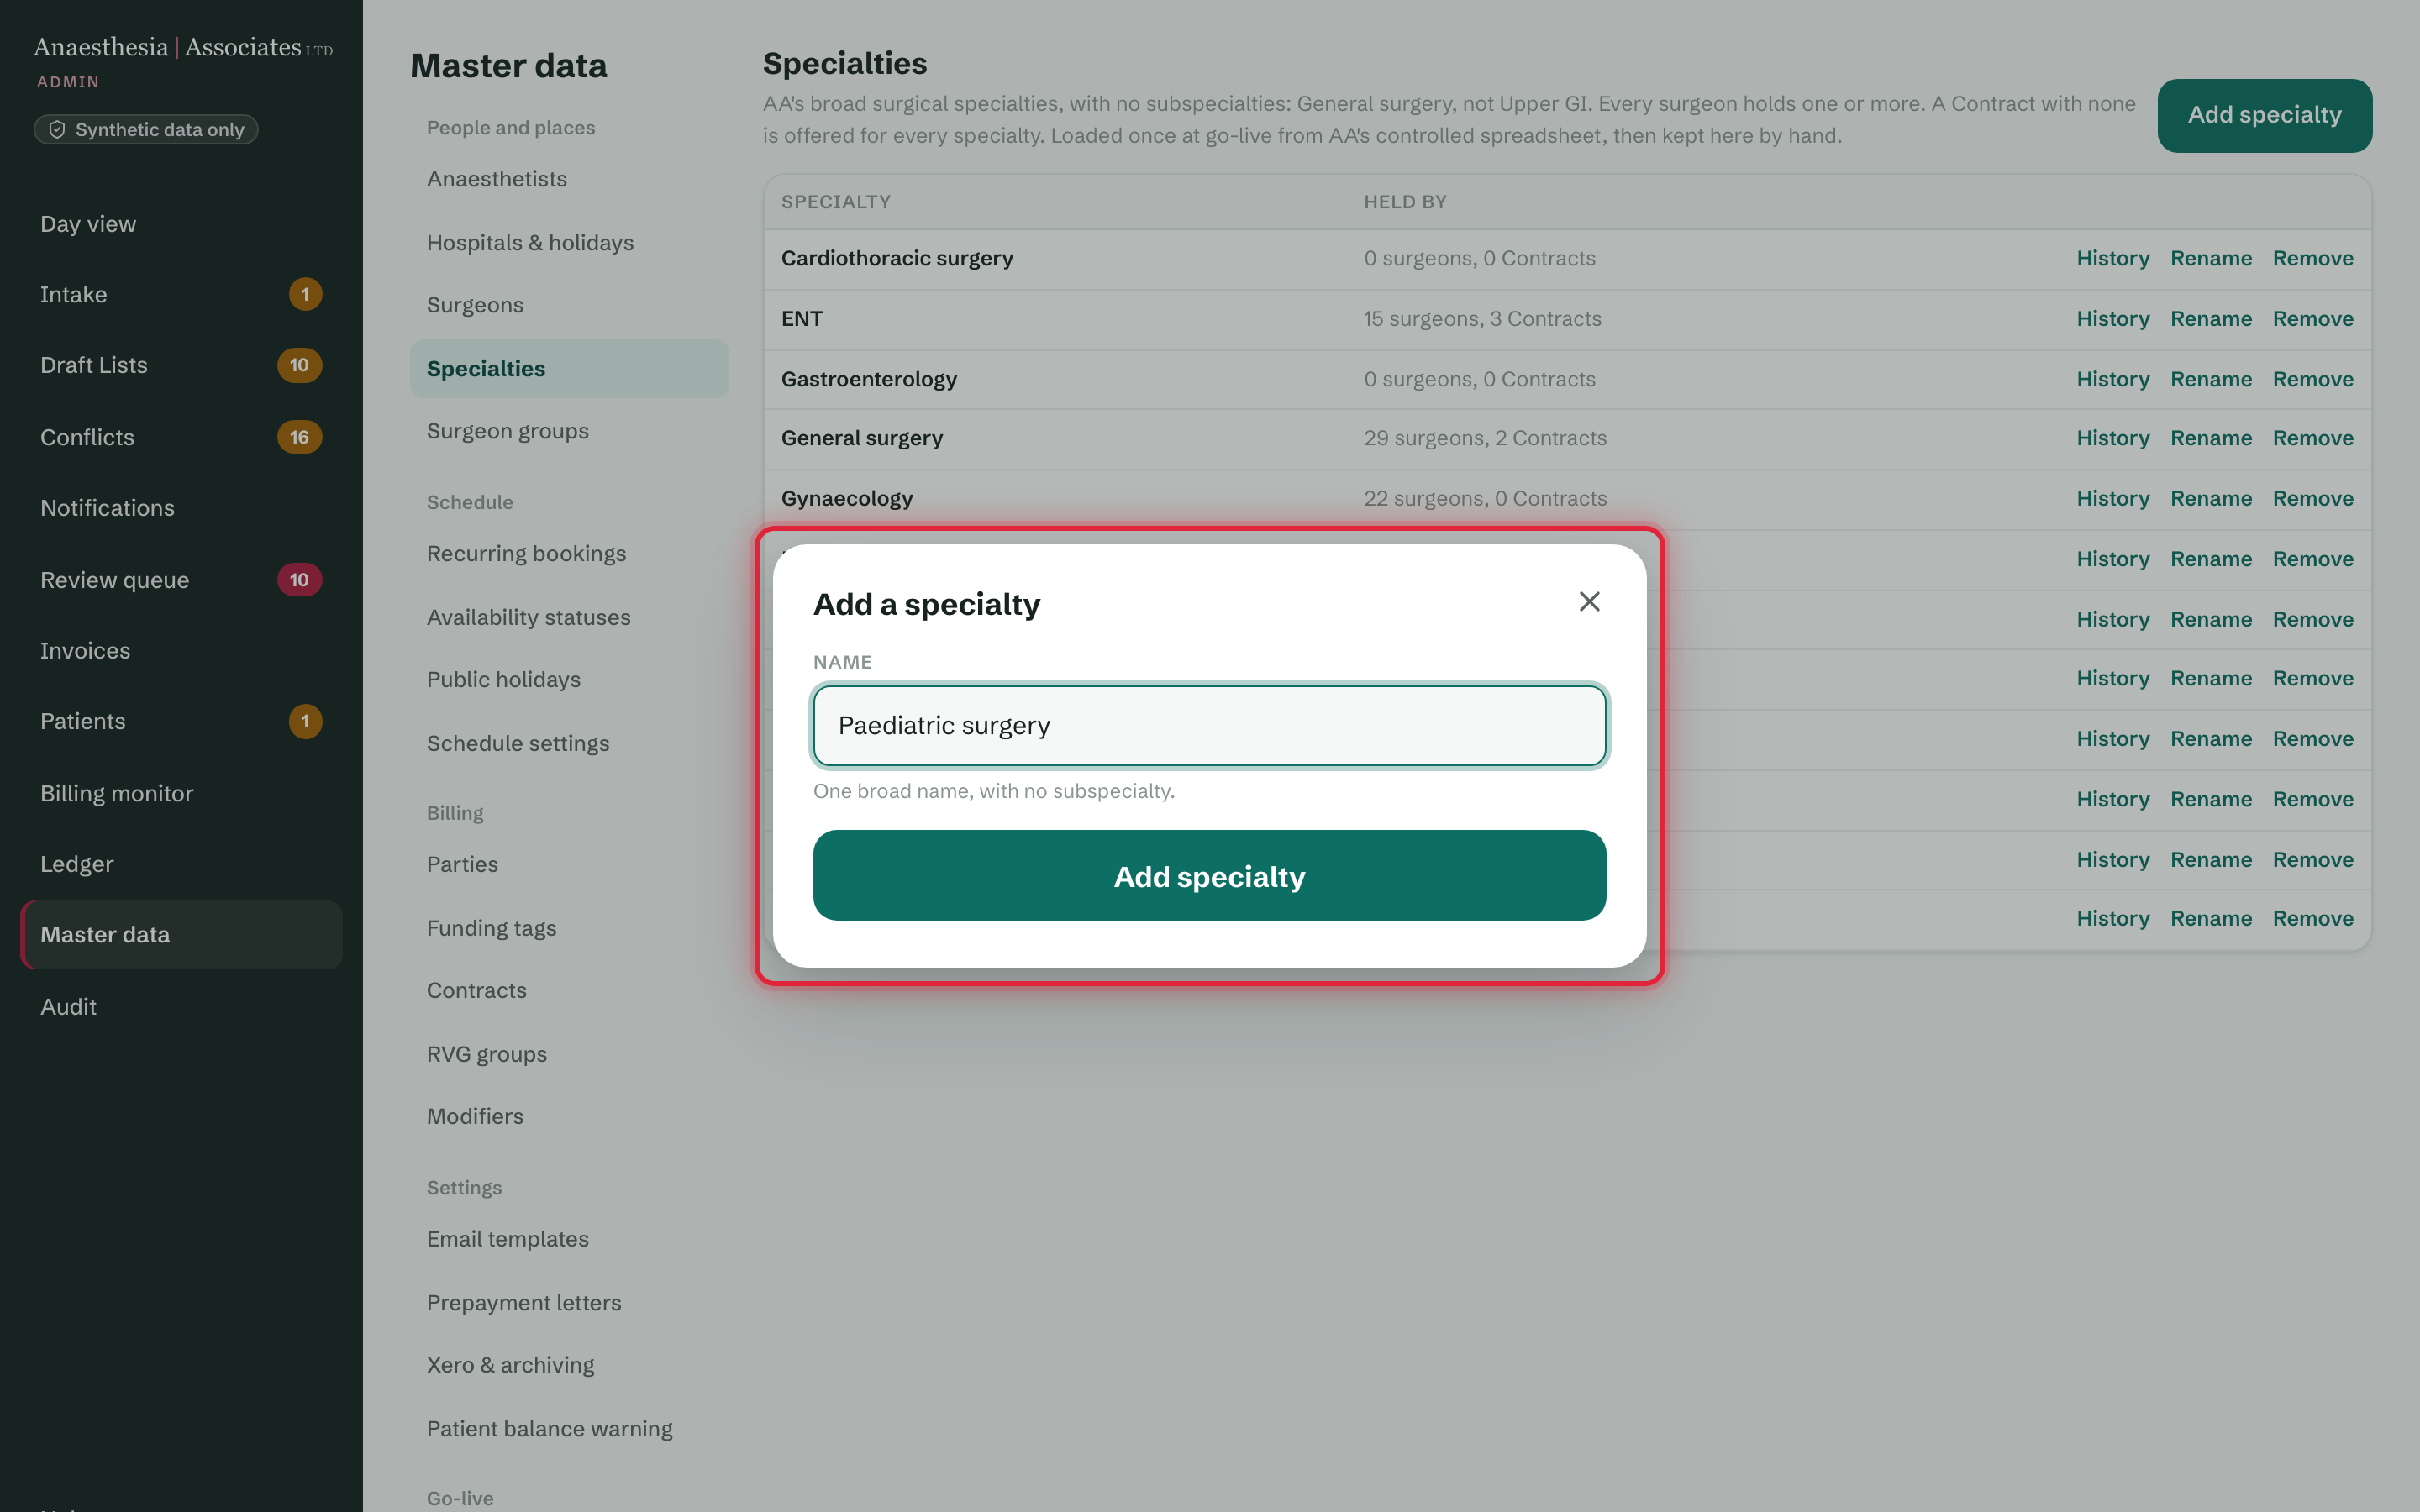 Anaesthesia | Associates LTD
ADMIN
Synthetic data only
Day view
Intake 1
Draft Lists 10
Conflicts 16
Notifications
Review queue 10
Invoices
Patients 1
Billing monitor
Ledger
Master data
Audit
Master data
People and places
Anaesthetists
Hospitals & holidays
Surgeons
Specialties
Surgeon groups
Schedule
Recurring bookings
Availability statuses
Public holidays
Schedule settings
Billing
Parties
Funding tags
Contracts
RVG groups
Modifiers
Settings
Email templates
Prepayment letters
Xero & archiving
Patient balance warning
Go-live
Specialties
AA's broad surgical specialties, with no subspecialties: General surgery, not Upper GI. Every surgeon holds one or more. A Contract with none
is offered for every specialty. Loaded once at go-live from AA's controlled spreadsheet, then kept here by hand.
Add specialty
SPECIALTY HELD BY
Cardiothoracic surgery 0 surgeons, 0 Contracts History Rename Remove
ENT 15 surgeons, 3 Contracts History Rename Remove
Gastroenterology 0 surgeons, 0 Contracts History Rename Remove
General surgery 29 surgeons, 2 Contracts History Rename Remove
Gynaecology 22 surgeons, 0 Contracts History Rename Remove
History Rename Remove
History Rename Remove
History Rename Remove
History Rename Remove
History Rename Remove
History Rename Remove
History Rename Remove
Add a specialty
NAME
Paediatric surgery
One broad name, with no subspecialty.
Add specialty